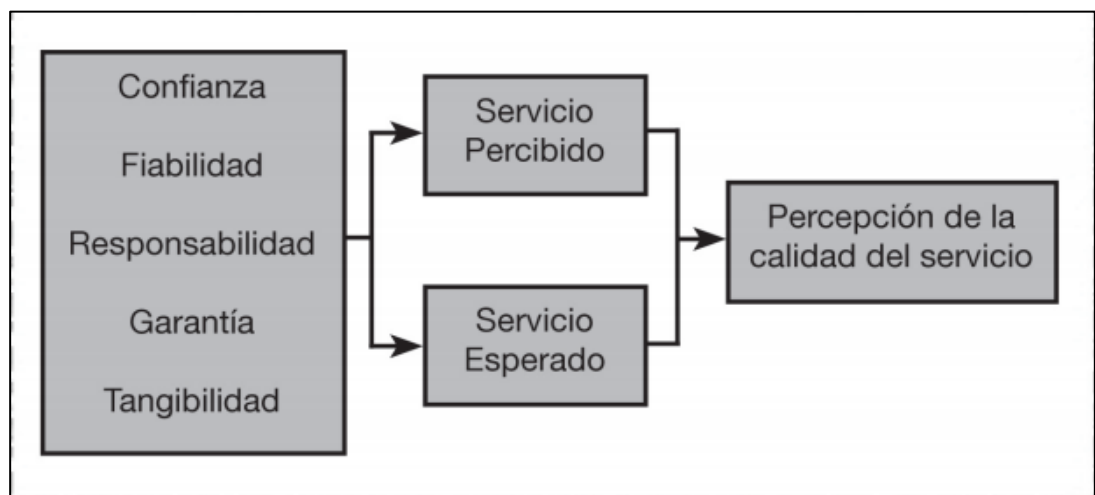 Confianza
Fiabilidad
Responsabilidad
Garantía
Tangibilidad
Servicio
Percibido
Servicio
Esperado
Percepción de la
calidad del servicio